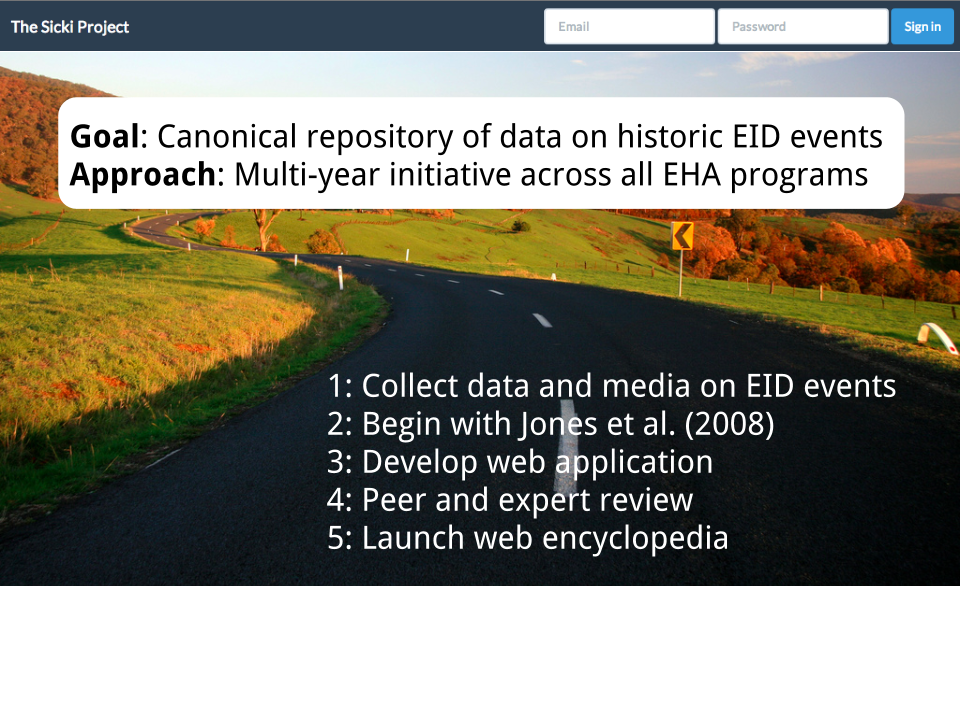 The Sicki Project
Email
Password
Sign in
Goal: Canonical repository of data on historic EID events
Approach: Multi-year initiative across all EHA programs
1: Collect data and media on EID events
2: Begin with Jones et al. (2008)
3: Develop web application
4: Peer and expert review
5: Launch web encyclopedia